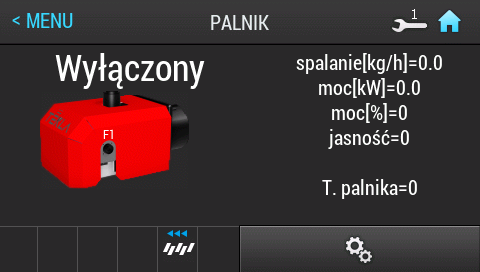 < MENU
PALNIK
1
Wyłączony
spalanie[kg/h]=0.0
moc[kW]=0.0
moc[%]=0
jasność=0
F1
T. palnika=0